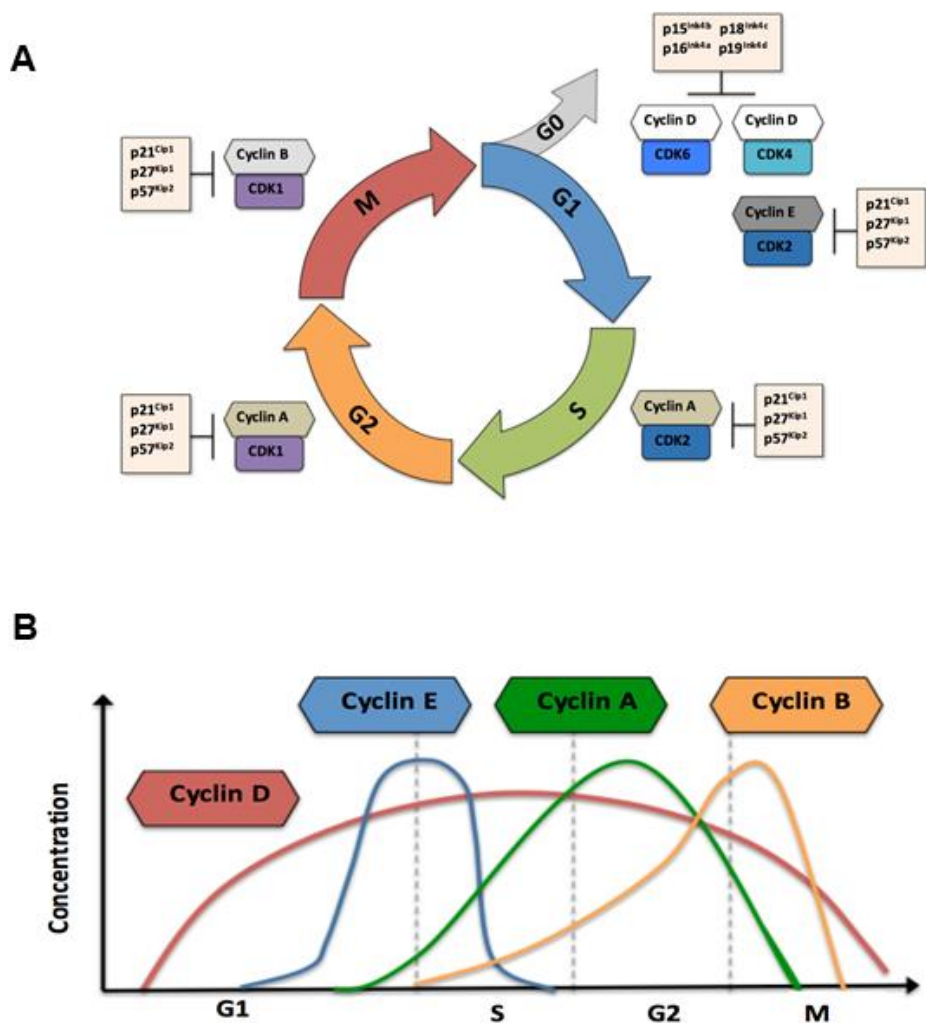 A
p15Ink4b p18Ink4c
p16Ink4a p19Ink4d
G0
Cyclin D Cyclin D
CDK6 CDK4
p21Cip1
p27Kip1
p57Kip2
Cyclin B
CDK1
M
G1
Cyclin E
CDK2
p21Cip1
p27Kip1
p57Kip2
p21Cip1
p27Kip1
p57Kip2
Cyclin A
CDK1
G2
S
Cyclin A
CDK2
p21Cip1
p27Kip1
p57Kip2
B
Cyclin E
Cyclin A
Cyclin B
Cyclin D
Concentration
G1 S G2 M